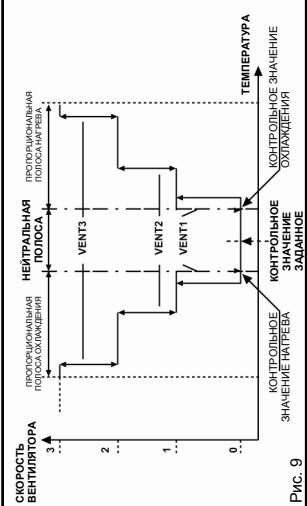 СКОРОСТЬ
ВЕНТИЛЯТОРА
ПРОПОРЦИОНАЛЬНАЯ
ПОЛОСА ОХЛАЖДЕНИЯ
НЕЙТРАЛЬНАЯ
ПОЛОСА
ПРОПОРЦИОНАЛЬНАЯ
ПОЛОСА НАГРЕВА
3
2
1
0
VENT3
VENT2
VENT1
ТЕМПЕРАТУРА
КОНТРОЛЬНОЕ
ЗНАЧЕНИЕ НАГРЕВА
КОНТРОЛЬНОЕ
ЗНАЧЕНИЕ
ЗАДАННОЕ
КОНТРОЛЬНОЕ ЗНАЧЕНИЕ
ОХЛАЖДЕНИЯ
Рис. 9